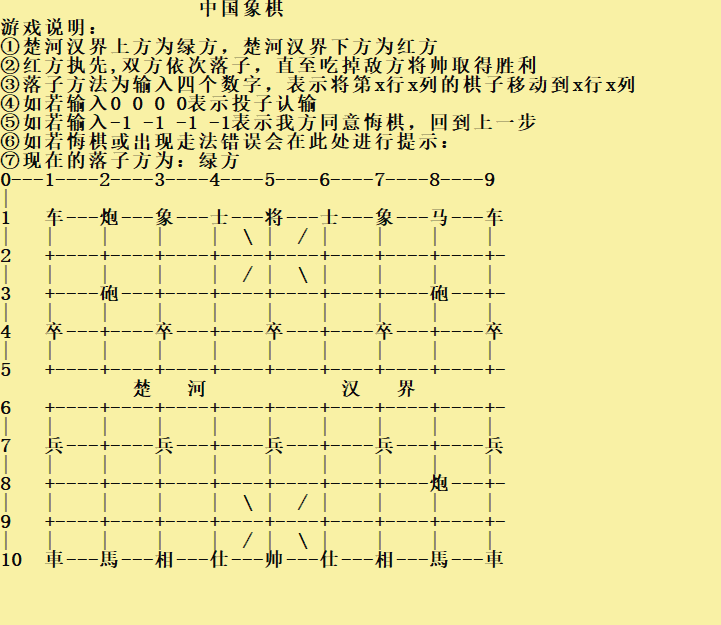 中国象棋
游戏说明：
①楚河汉界上方为绿方，楚河汉界下方为红方
②红方执先,双方依次落子，直至吃掉敌方将帅取得胜利
③落子方法为输入四个数字，表示将第x行x列的棋子移动到x行x列
④如若输入0 0 0 0表示投子认输
⑤如若输入-1 -1 -1 -1表示我方同意悔棋，回到上一步
⑥如若悔棋或出现走法错误会在此处进行提示：
⑦现在的落子方为：绿方
0---1----2----3----4----5----6----7----8----9
|
1   车---炮---象---士---将---士---象---马---车
|   |    |    |    |  \ |  / |    |    |    |
2   +----+----+----+----+----+----+----+----+-
|   |    |    |    |  / |  \ |    |    |    |
3   +----砲---+----+----+----+----+----砲---+-
|   |    |    |    |    |    |    |    |    |
4   卒---+----卒---+----卒---+----卒---+----卒
|   |    |    |    |    |    |    |    |    |
5   +----+----+----+----+----+----+----+----+-
楚 河 汉 界
6   +----+----+----+----+----+----+----+----+-
|   |    |    |    |    |    |    |    |    |
7   兵---+----兵---+----兵---+----兵---+----兵
|   |    |    |    |    |    |    |    |    |
8   +----+----+----+----+----+----+----炮---+-
|   |    |    |    |  \ |  / |    |    |    |
9   +----+----+----+----+----+----+----+----+-
|   |    |    |    |  / |  \ |    |    |    |
10  車---馬---相---仕---帅---仕---相---馬---車